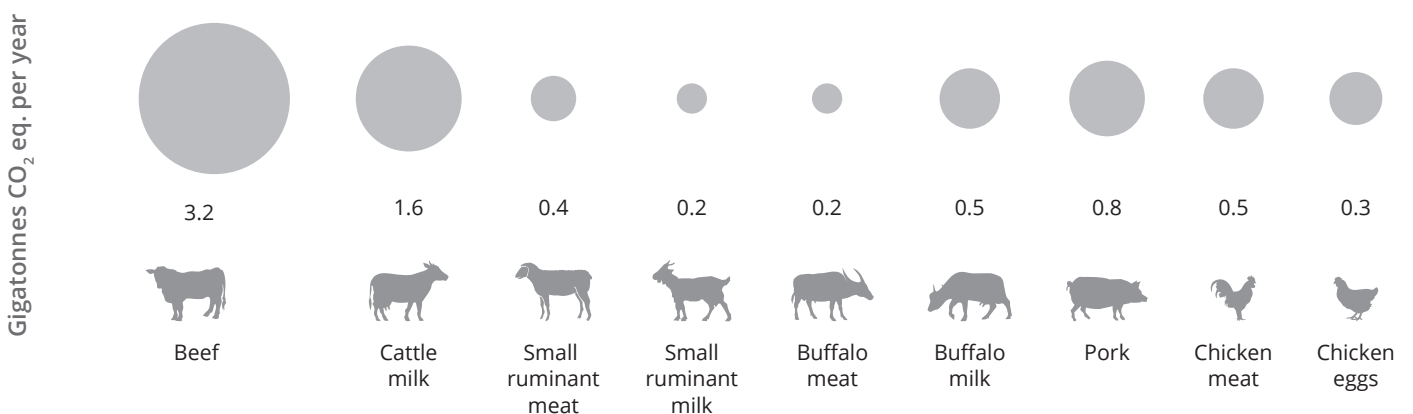 Gigatonnes CO₂ eq. per year
3.2
1.6
0.4
0.2
0.2
0.5
0.8
0.5
0.3
Beef
Cattle
milk
Small
ruminant
meat
Small
ruminant
milk
Buffalo
meat
Buffalo
milk
Pork
Chicken
meat
Chicken
eggs